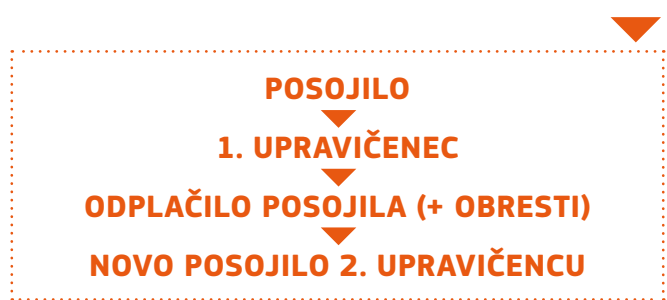 POSOJILO
1. UPRAVIČENEC
ODPLAČILO POSOJILA (+ OBRESTI)
NOVO POSOJILO 2. UPRAVIČENCU